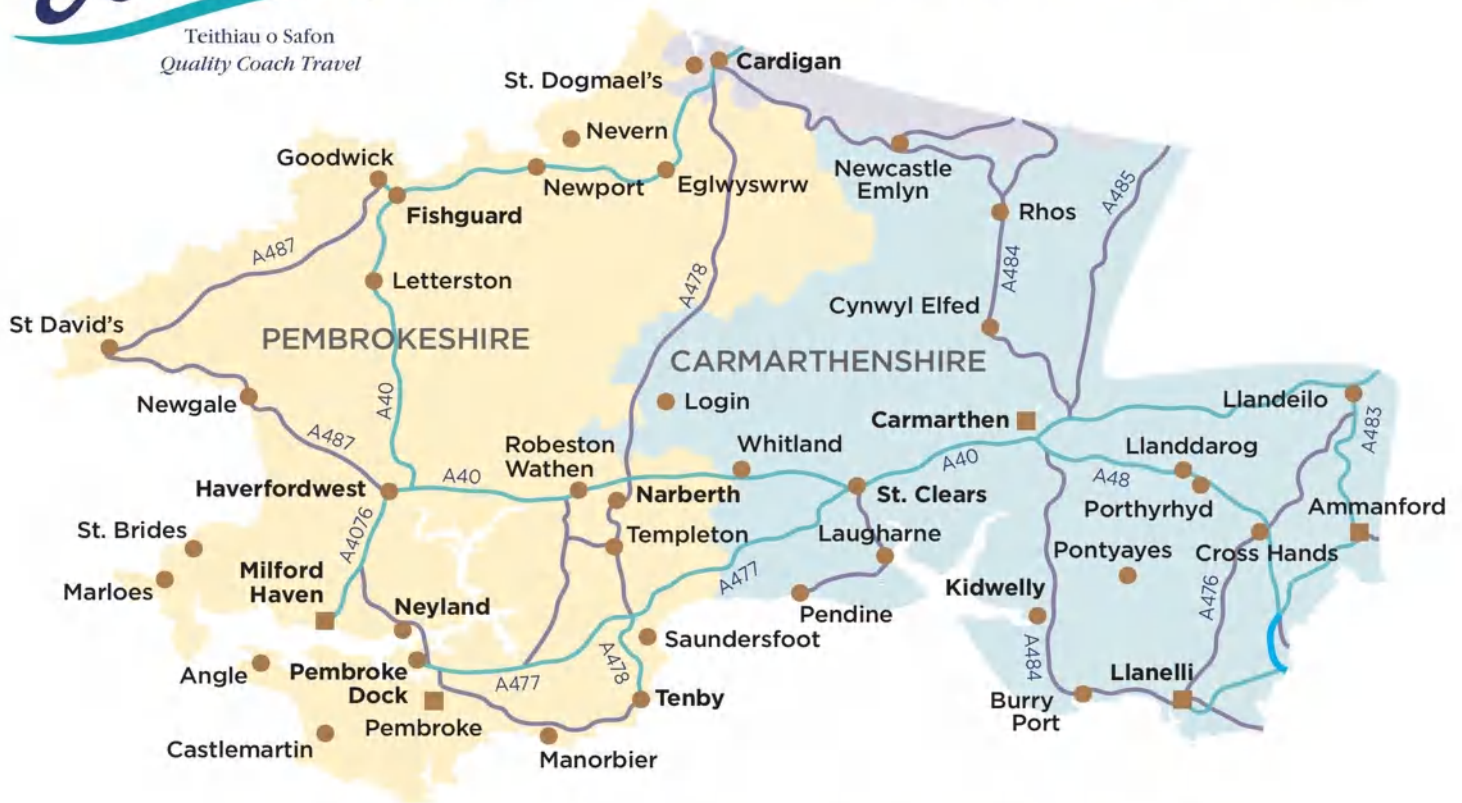 Teithiau o Safon
Quality Coach Travel
Cardigan
St. Dogmael's
Nevern
Goodwick
Newport
Eglwyswrw
Newcastle
Emlyn
Fishguard
Rhos
A485
A487
A484
Letterston
A478
Cynwyl Elfed
St David's
PEMBROKESHIRE
CARMARTHENSHIRE
Newgale
A40
Login
Llandeilo
Carmarthen
A483
A487
Robeston
Wathen
Whitland
Llanddarog
A40
A40
A48
Haverfordwest
Narberth
St. Clears
Porthyrhyd
Ammanford
A4076
St. Brides
Templeton
Laugharne
Pontyayes
Cross Hands
Marloes
Milford
Haven
A477
Kidwelly
A476
Neyland
Pendine
Saundersfoot
Angle
Pembroke
Dock
A477
A478
A484
Llanelli
Tenby
Burry
Port
Pembroke
Castlemartin
Manorbier